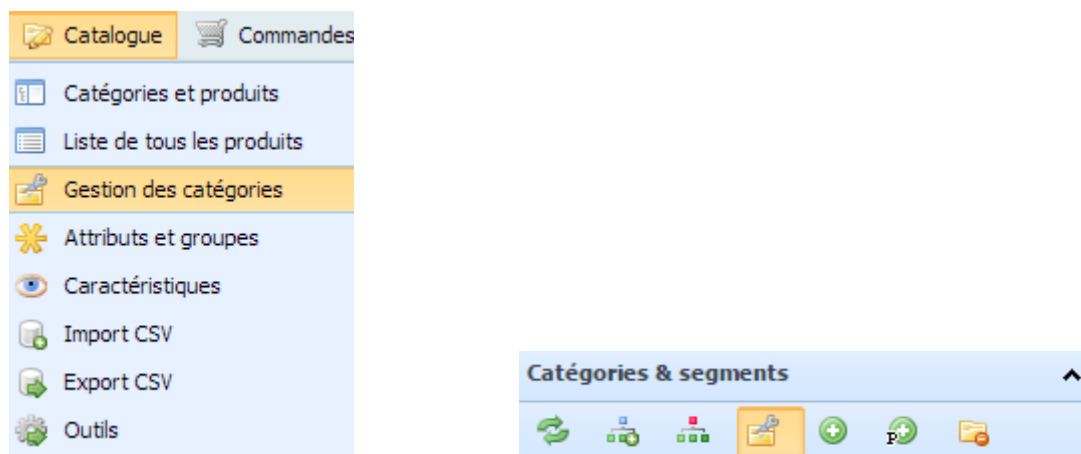 Catalogue
Commandes
Catégories et produits
Liste de tous les produits
Gestion des catégories
Attributs et groupes
Caractéristiques
Import CSV
Export CSV
Outils
Catégories & segments
P